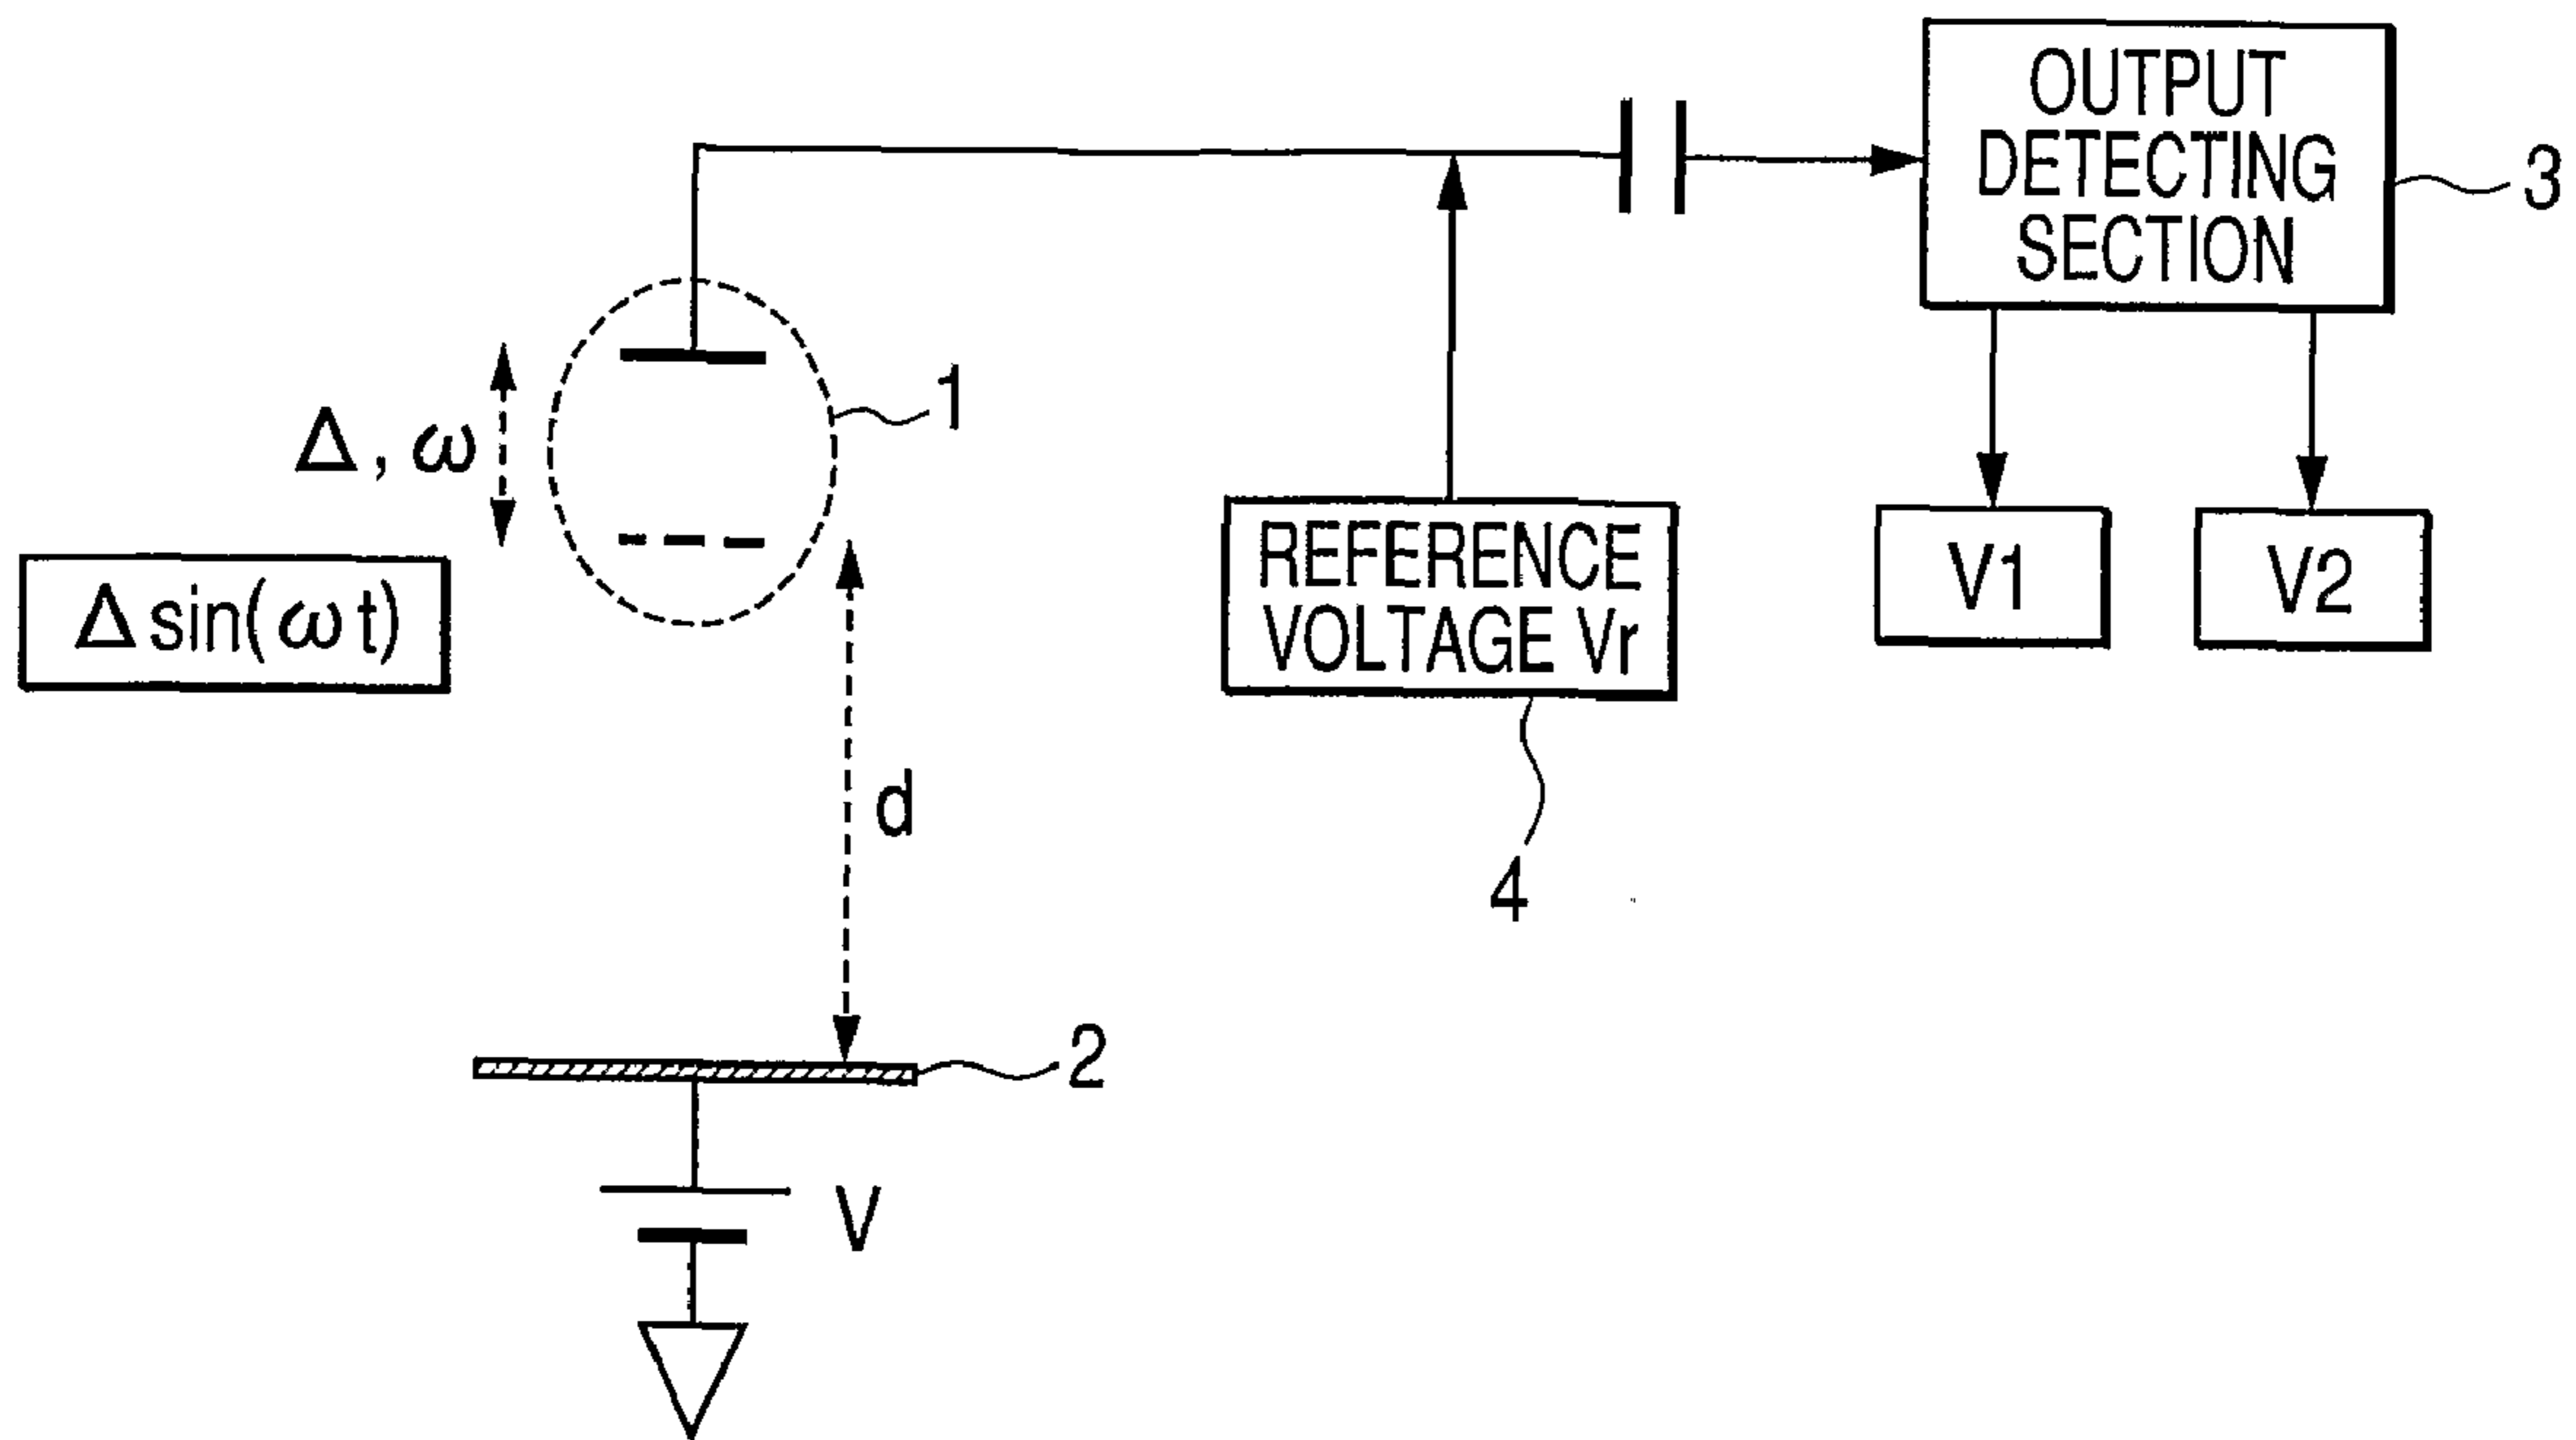 OUTPUT
DETECTING
SECTION
3
1
Δ, ω
Δsin(ωt)
REFERENCE
VOLTAGE Vr
V1
V2
d
4
2
V